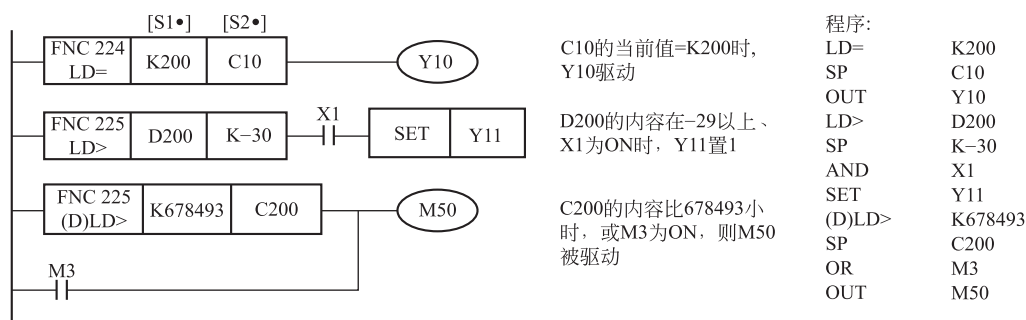 [S1•] [S2•]
FNC 224
LD=
K200
C10
Y10
FNC 225
LD>
D200
K−30
X1
SET
Y11
FNC 225
(D)LD>
K678493
C200
M50
M3
C10的当前值=K200时,
Y10驱动
D200的内容在−29以上、
X1为ON时，Y11置1
C200的内容比678493小
时，或M3为ON，则M50
被驱动
程序:
LD= K200
SP C10
OUT Y10
LD> D200
SP K−30
AND X1
SET Y11
(D)LD> K678493
SP C200
OR M3
OUT M50